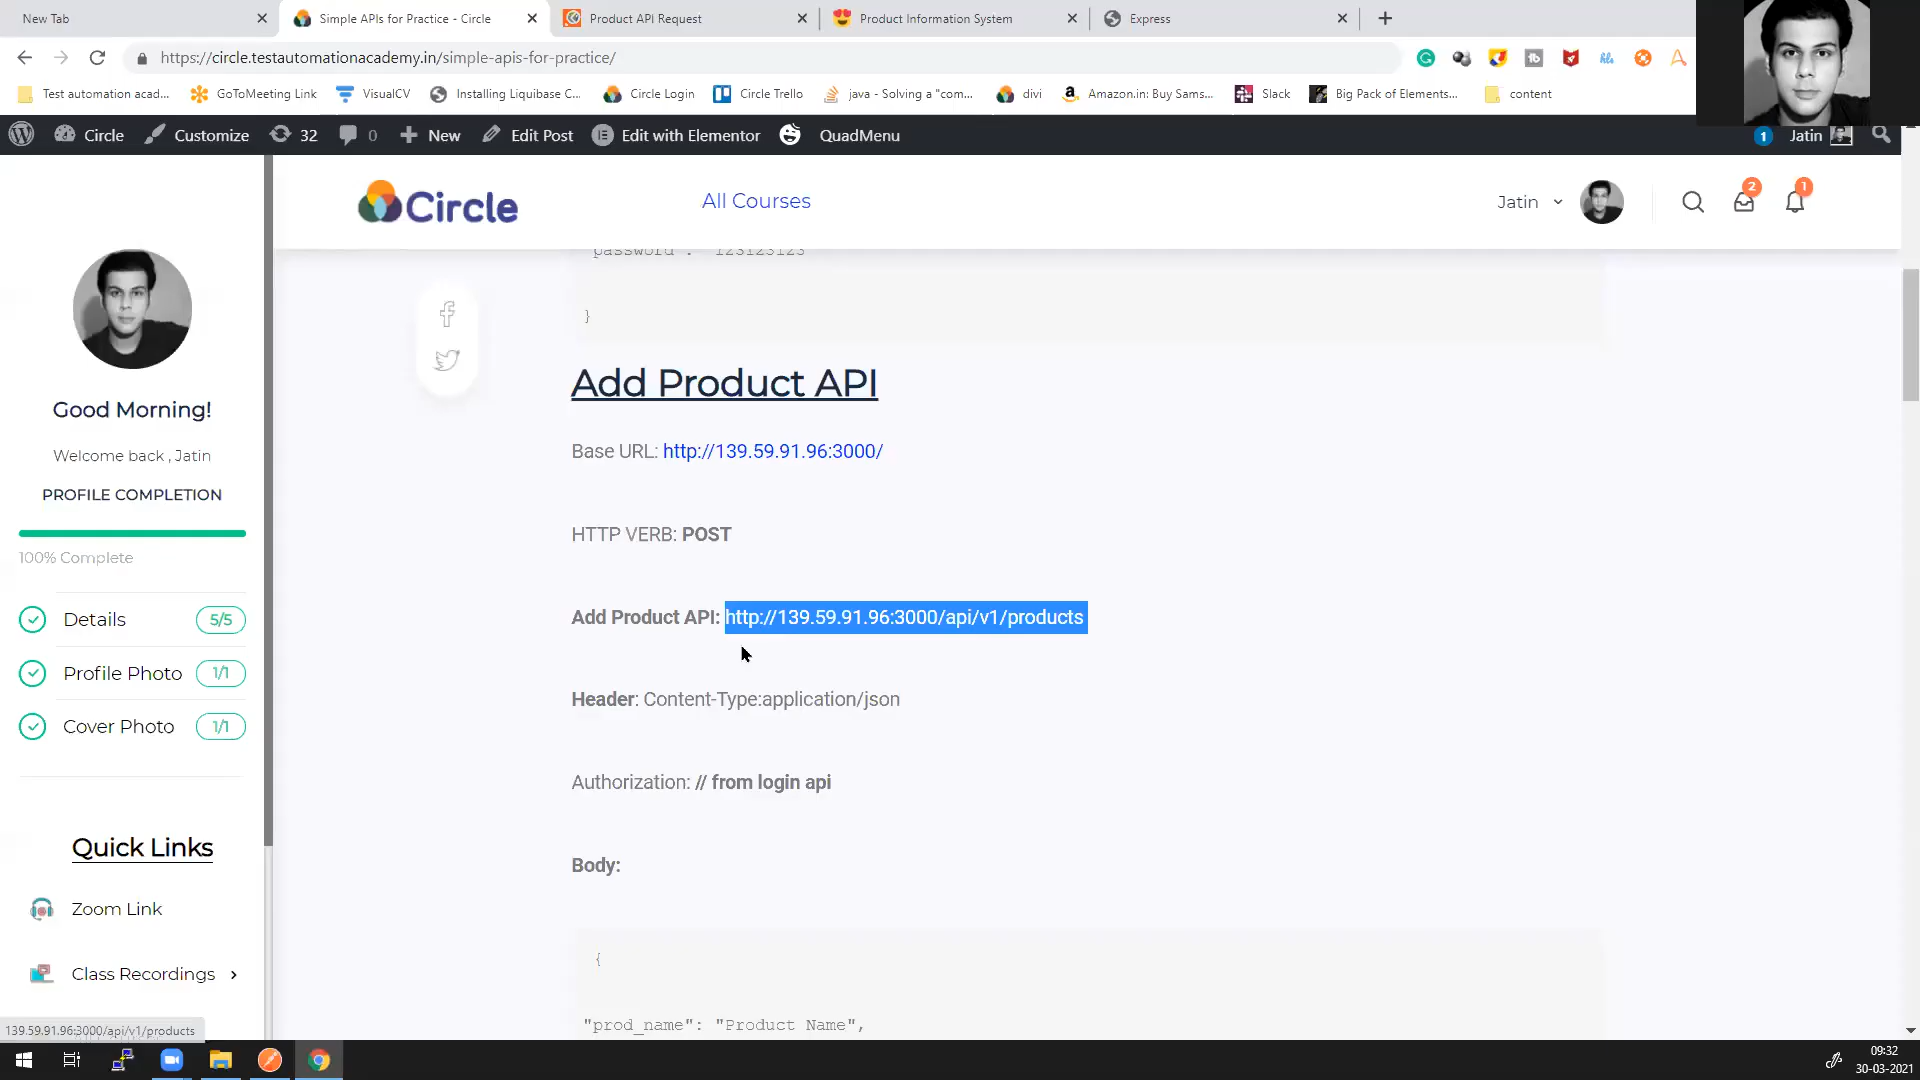 New Tab
Simple APIs for Practice - Circle
Product API Request
Product Information System
Express
https://circle.testautomationacademy.in/simple-apis-for-practice/
Test automation acad...
GoToMeeting Link
VisualCV
Installing Liquibase C...
Circle Login
Circle Trello
java - Solving a "com...
divi
Amazon.in: Buy Sams...
Slack
Big Pack of Elements...
content
Circle
Customize
32
0
New
Edit Post
Edit with Elementor
QuadMenu
1
Jatin
Circle
All Courses
Jatin
2
1
Good Morning!
Welcome back , Jatin
PROFILE COMPLETION
100% Complete
Details 5/5
Profile Photo 1/1
Cover Photo 1/1
Quick Links
Zoom Link
Class Recordings
139.59.91.96:3000/api/v1/products
"password": "123123123"
}
Add Product API
Base URL: http://139.59.91.96:3000/
HTTP VERB: POST
Add Product API: http://139.59.91.96:3000/api/v1/products
Header: Content-Type:application/json
Authorization: // from login api
Body:
{
"prod_name": "Product Name",
09:32
30-03-2021